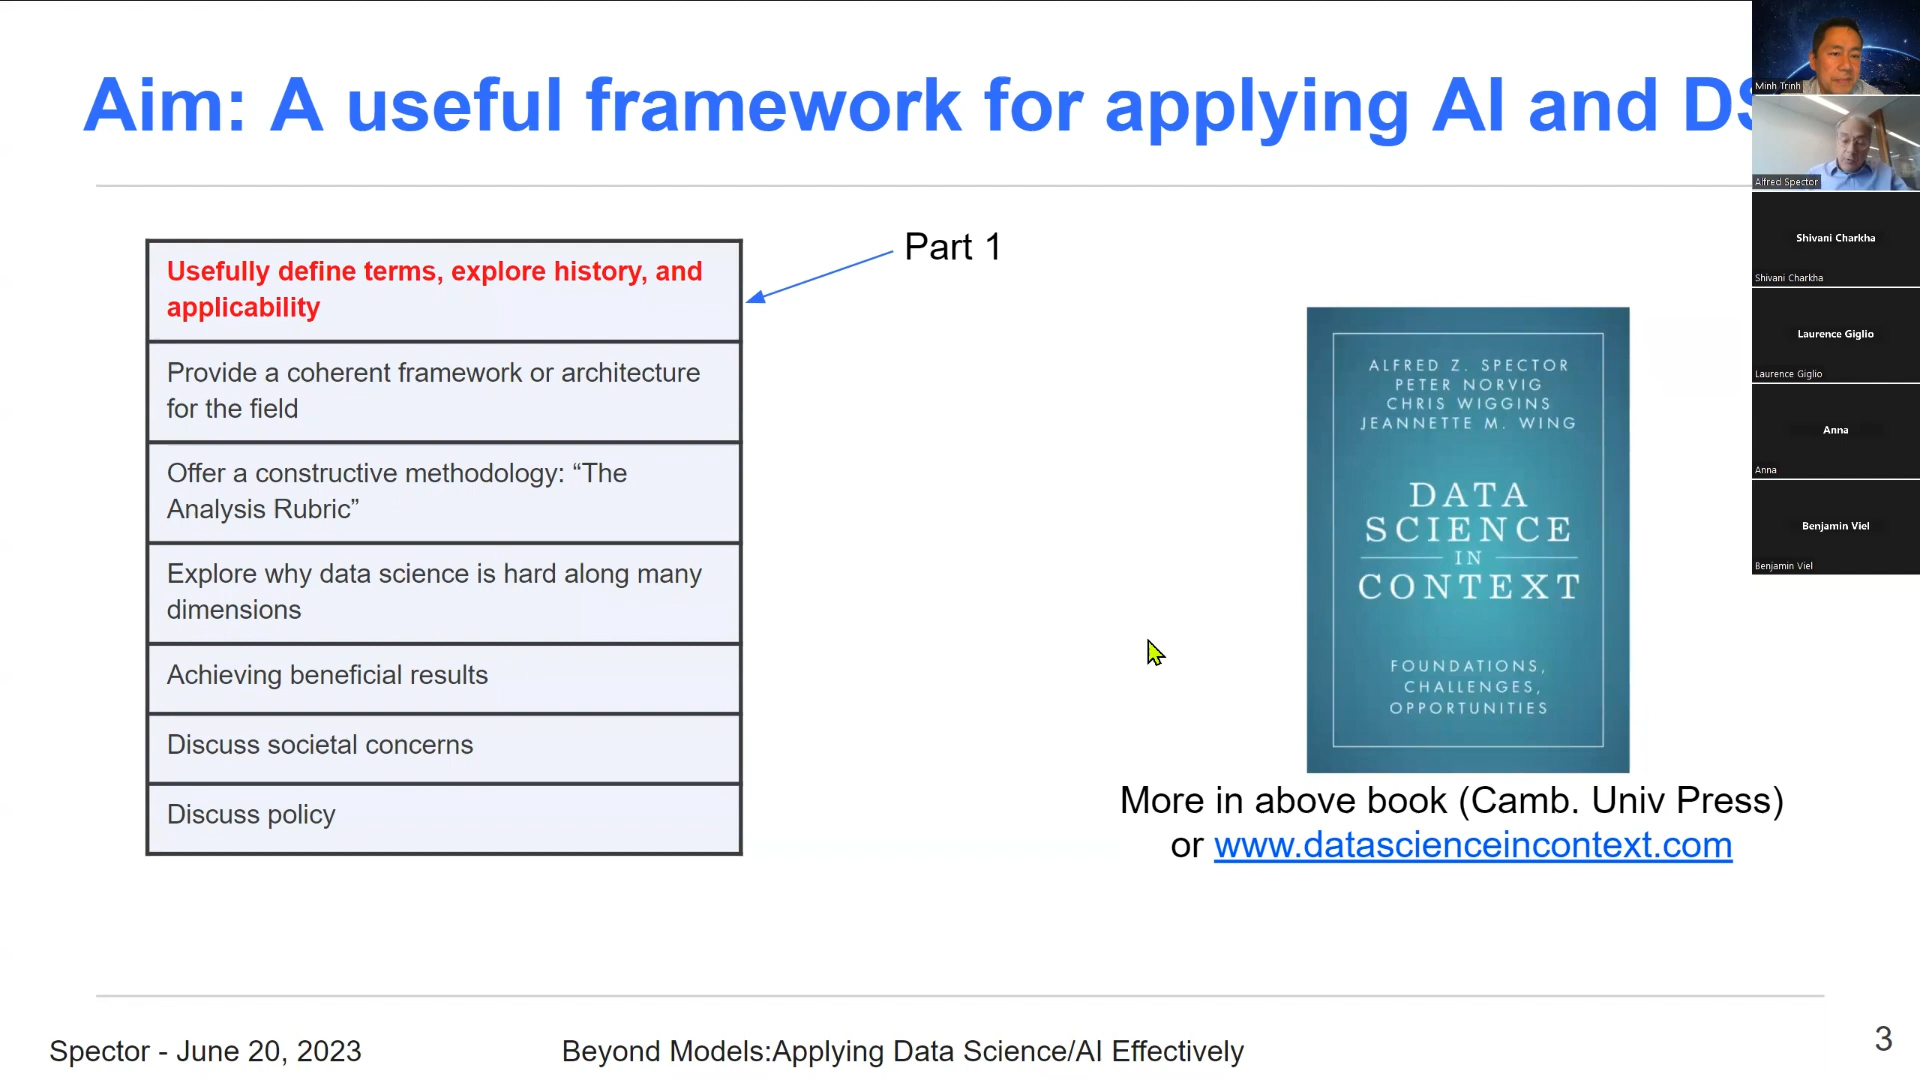 Aim: A useful framework for applying AI and DS
Usefully define terms, explore history, and
applicability
Provide a coherent framework or architecture
for the field
Offer a constructive methodology: “The
Analysis Rubric”
Explore why data science is hard along many
dimensions
Achieving beneficial results
Discuss societal concerns
Discuss policy
Part 1
ALFRED Z. SPECTOR
PETER NORVIG
CHRIS WIGGINS
JEANNETTE M. WING
DATA
SCIENCE
IN
CONTEXT
FOUNDATIONS,
CHALLENGES,
OPPORTUNITIES
More in above book (Camb. Univ Press)
or www.datascienceincontext.com
Minh Trinh
Alfred Spector
Shivani Charkha
Shivani Charkha
Laurence Giglio
Laurence Giglio
Anna
Anna
Benjamin Viel
Benjamin Viel
Spector - June 20, 2023
Beyond Models:Applying Data Science/AI Effectively
3